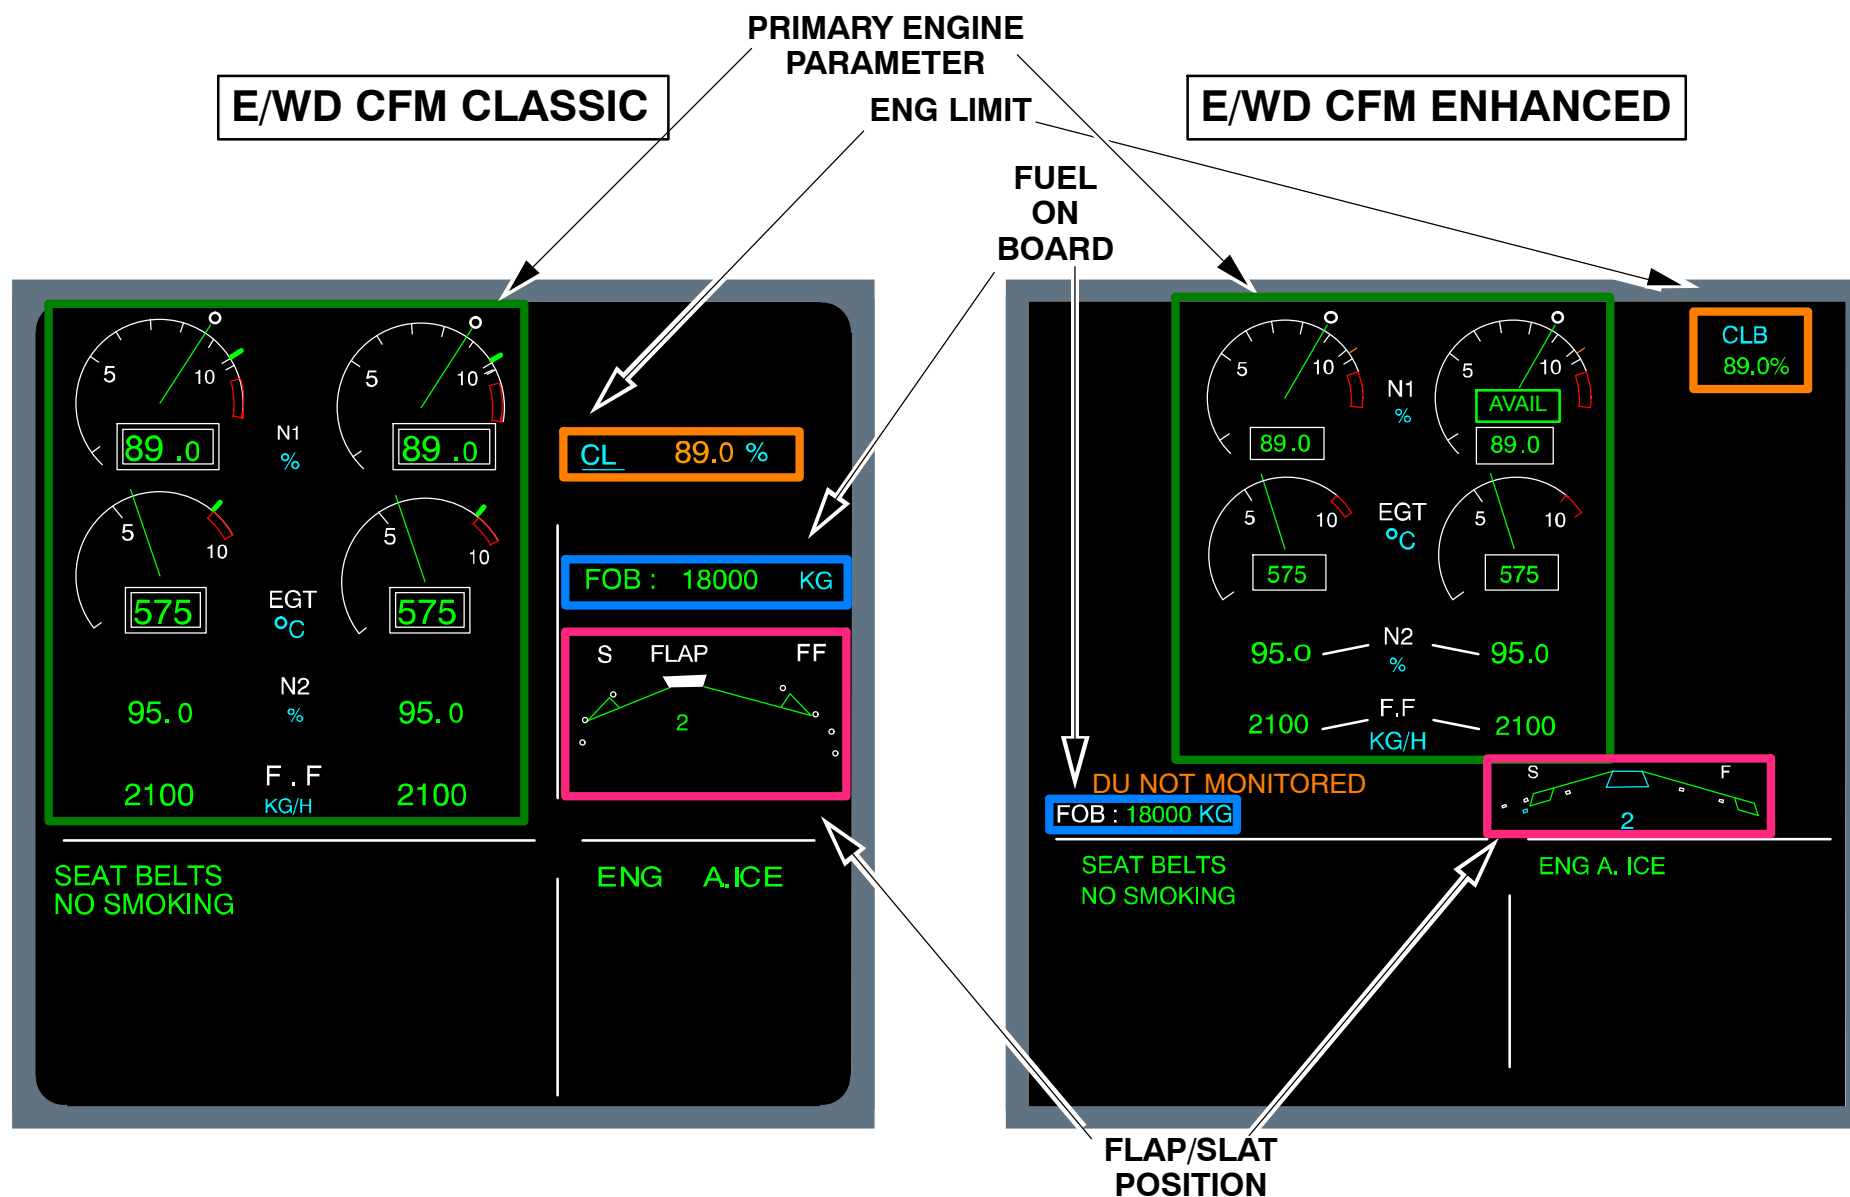 PRIMARY ENGINE
PARAMETER
E/WD CFM CLASSIC
ENG LIMIT
E/WD CFM ENHANCED
FUEL
ON
BOARD
5 10
5 10
89 .0
N1
%
89 .0
CL 89.0 %
5 10
5 10
575
EGT
°C
575
FOB : 18000 KG
S FLAP FF
2
95.0
N2
%
95.0
2100
F . F
KG/H
2100
SEAT BELTS
NO SMOKING
ENG A.ICE
CLB
89.0%
5 10
5 10
N1
%
AVAIL
89.0
89.0
5 10
5 10
EGT
°C
575
575
95.0
N2
%
95.0
2100
F.F
KG/H
2100
DU NOT MONITORED
FOB : 18000 KG
S F
2
SEAT BELTS
NO SMOKING
ENG A. ICE
FLAP/SLAT
POSITION